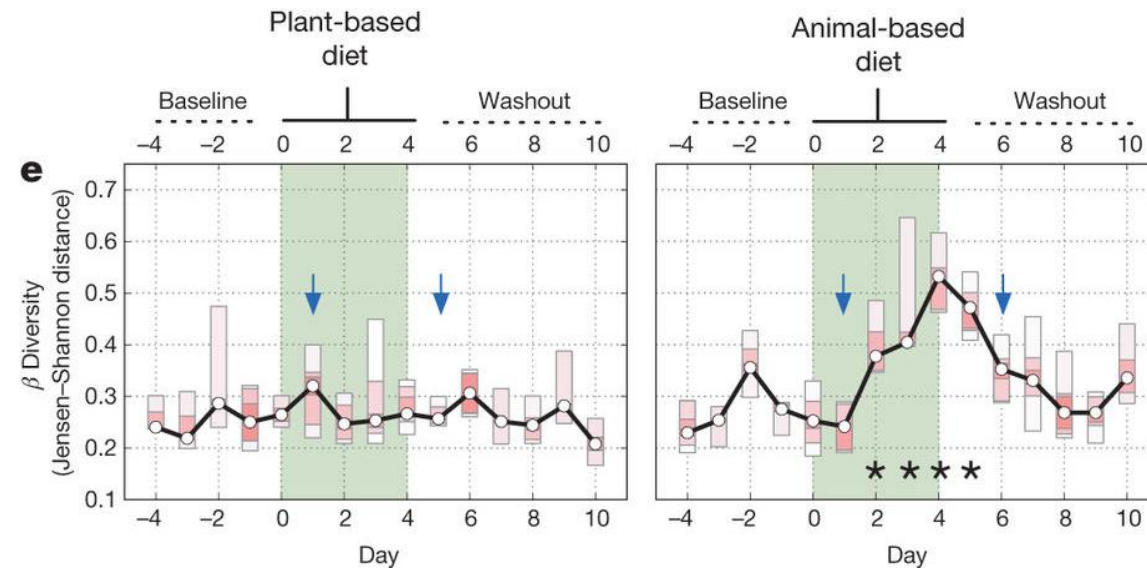 Plant-based
diet
Baseline
Washout
–4 –2 0 2 4 6 8 10
Animal-based
diet
Baseline
Washout
–4 –2 0 2 4 6 8 10
e
β Diversity
(Jensen–Shannon distance)
0.7
0.6
0.5
0.4
0.3
0.2
0.1
–4 –2 0 2 4 6 8 10
Day
* * * *
–4 –2 0 2 4 6 8 10
Day